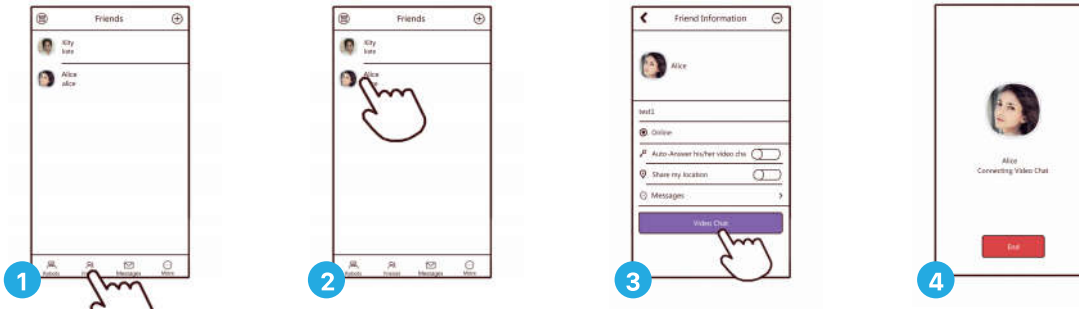 Friends
Kity
kate
Alice
alice
Robots
Messages
More
1
Friends
Kity
kate
Alice
Robots
Friends
Messages
More
2
Friend Information
Alice
test1
Online
Auto-Answer his/her video cha
Share my location
Messages
Video Chat
3
Alice
Connecting Video Chat
End
4